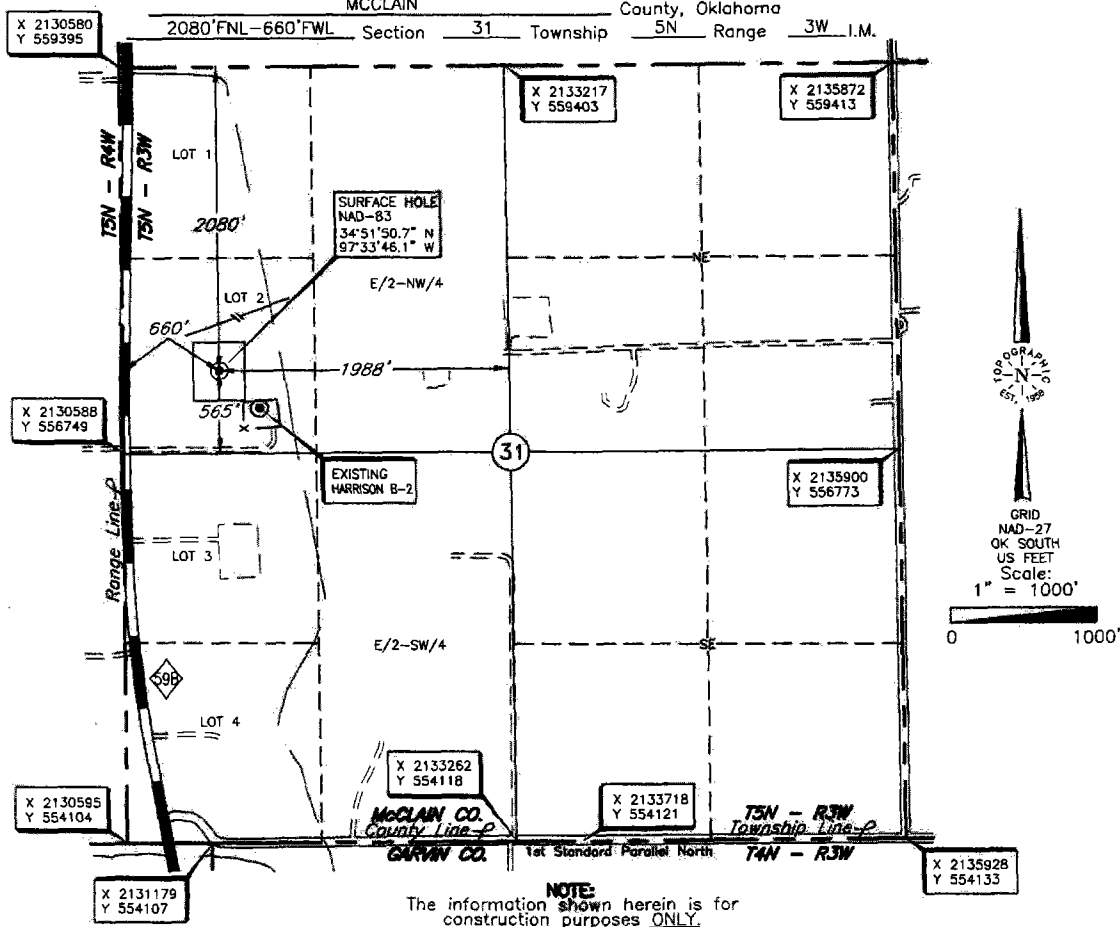 MCCLAIN County, Oklahoma
2080'FNL-660'FWL Section 31 Township 5N Range 3W I.M.
X 2130580
Y 559395
X 2133217
Y 559403
X 2135872
Y 559413
T5N - R4W
T5N - R3W
LOT 1
2080'
SURFACE HOLE
NAD-83
34°51'50.7" N
97°33'46.1" W
NE
E/2-NW/4
LOT 2
660'
1988'
565'
X
X 2130588
Y 556749
EXISTING
HARRISON B-2
31
X 2135900
Y 556773
TOPOGRAPHIC
N
EST. 1958
GRID
NAD-27
OK SOUTH
US FEET
Scale:
1" = 1000'
0 1000'
Range Line
LOT 3
E/2-SW/4
SE
59B
LOT 4
X 2133262
Y 554118
X 2133718
Y 554121
X 2130595
Y 554104
McCLAIN CO.
County Line
GARVIN CO.
1st Standard Parallel North
T5N - R3W
Township Line
T4N - R3W
X 2131179
Y 554107
X 2135928
Y 554133
NOTE:
The information shown herein is for
construction purposes ONLY.